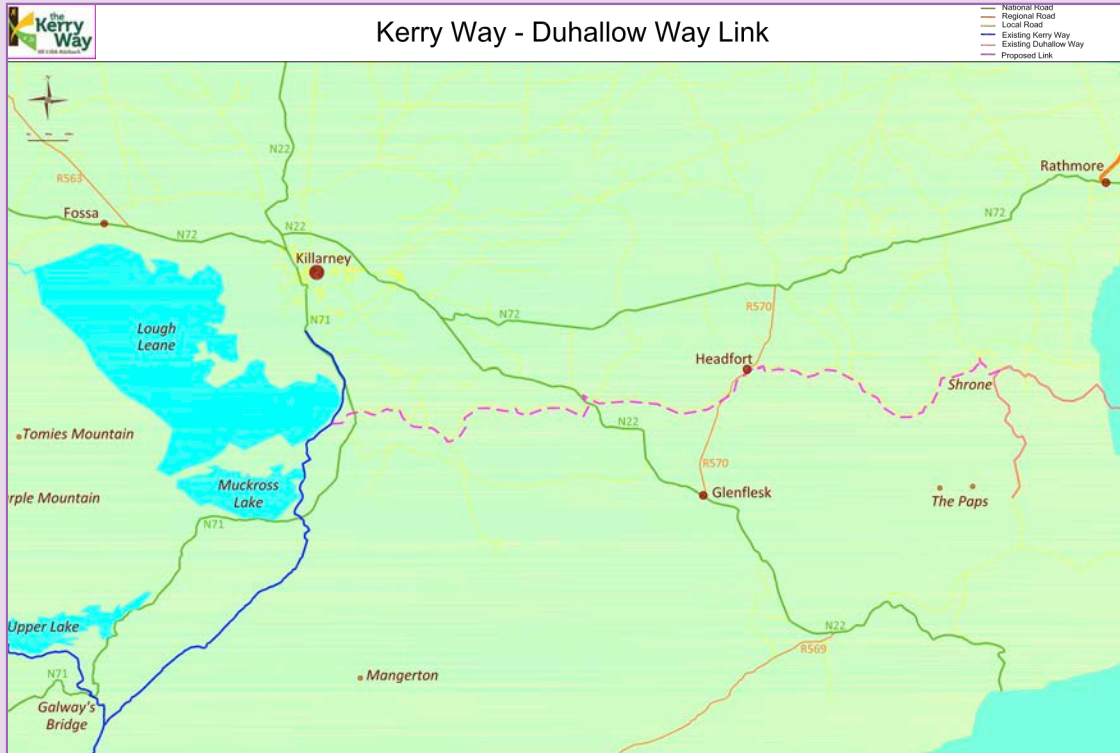 the
Kerry
Way
Kerry Way - Duhallow Way Link
National Road
Regional Road
Local Road
Existing Kerry Way
Existing Duhallow Way
Proposed Link
N
N22
R563
Rathmore
Fossa
N72
N22
N72
Killarney
R570
N71
N72
Lough
Leane
Headfort
Shrone
N22
Tomies Mountain
R570
Muckross
Lake
Glenflesk
rple Mountain
The Paps
N71
Upper Lake
N22
R569
N71
Mangerton
Galway's
Bridge